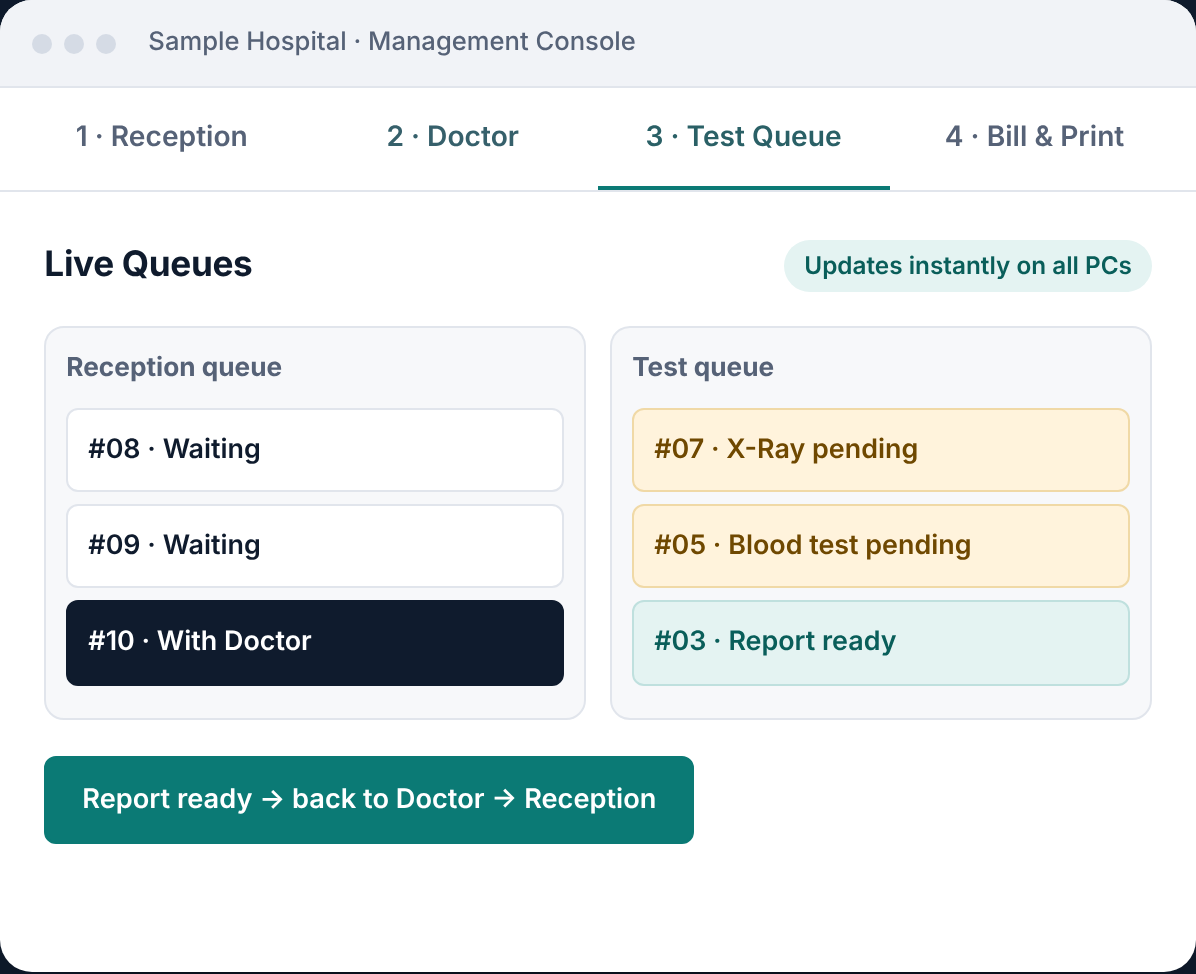 Sample Hospital · Management Console
1 · Reception
2 · Doctor
3 · Test Queue
4 · Bill & Print
Live Queues
Updates instantly on all PCs
Reception queue
#08 · Waiting
#09 · Waiting
#10 · With Doctor
Test queue
#07 · X-Ray pending
#05 · Blood test pending
#03 · Report ready
Report ready → back to Doctor → Reception